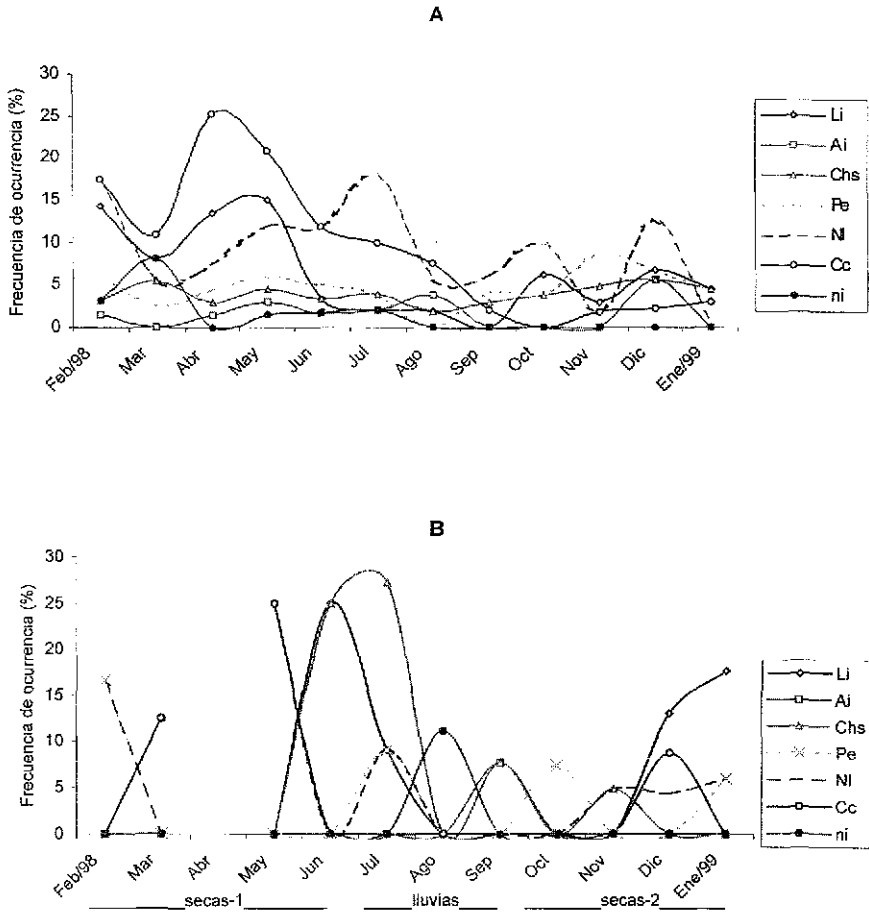 A
Frecuencia de ocurrencia (%)
30
25
20
15
10
5
0
Feb/98
Mar
Abr
May
Jun
Jul
Ago
Sep
Oct
Nov
Dic
Ene/99
Li
Ai
Chs
Pe
Nl
Cc
ni
B
Frecuencia de ocurrencia (%)
30
25
20
15
10
5
0
Feb/98
Mar
Abr
May
Jun
Jul
Ago
Sep
Oct
Nov
Dic
Ene/99
secas-1
lluvias
secas-2
Li
Ai
Chs
Pe
Nl
Cc
ni